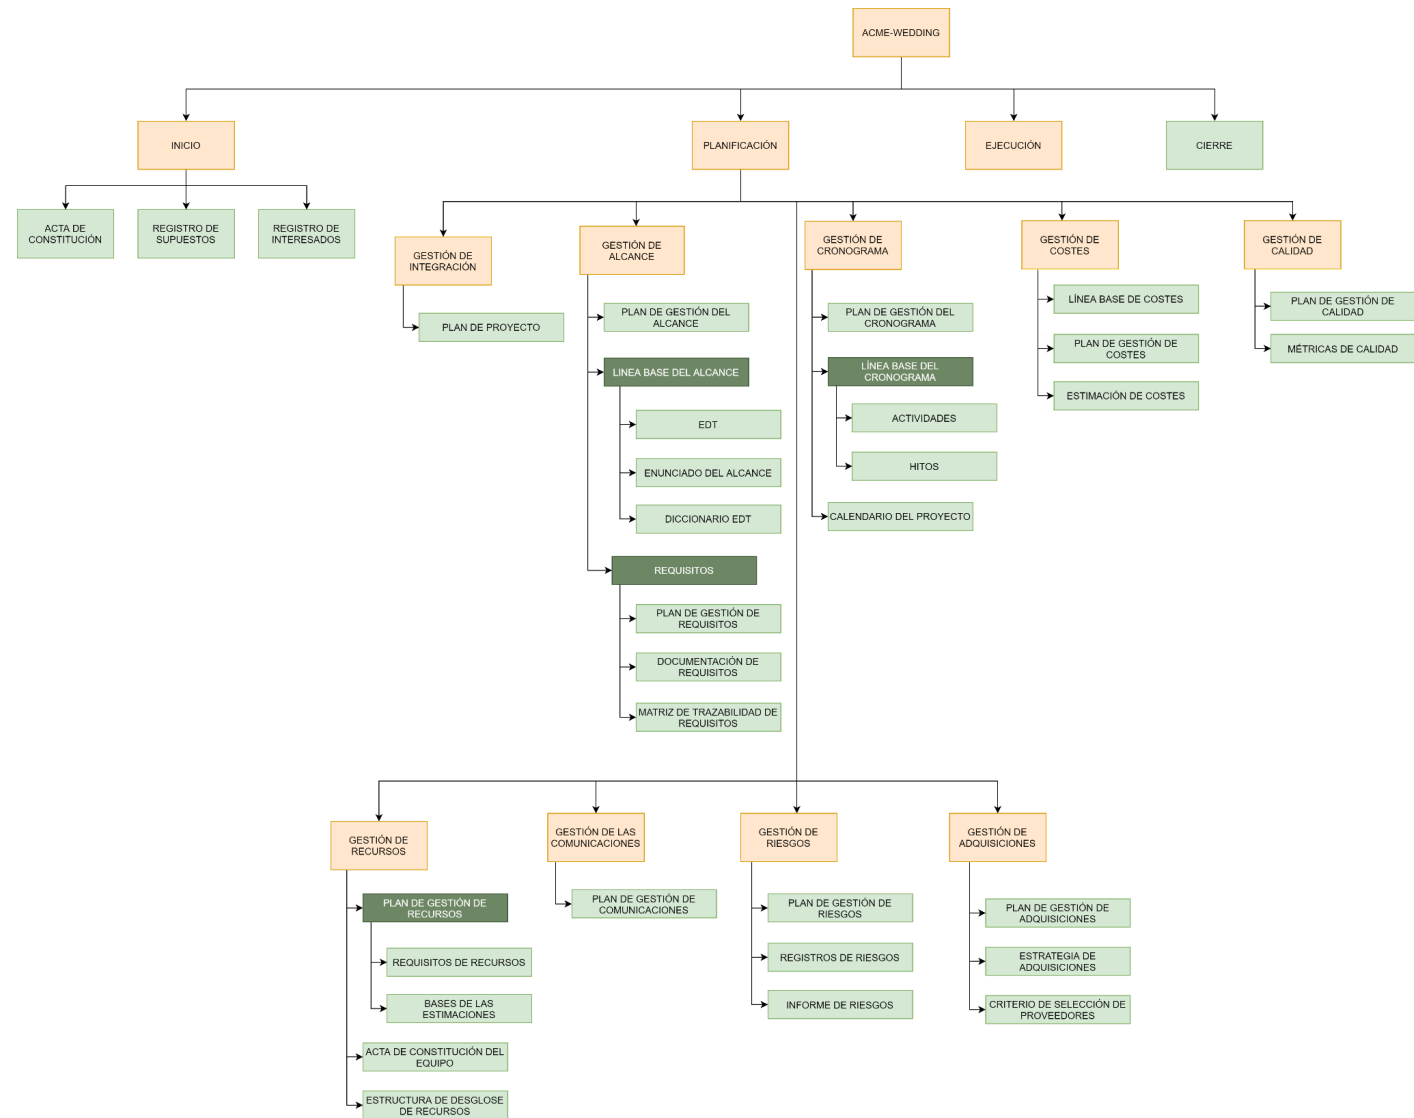 ACME-WEDDING
INICIO
PLANIFICACIÓN
EJECUCIÓN
CIERRE
ACTA DE
CONSTITUCIÓN
REGISTRO DE
SUPUESTOS
REGISTRO DE
INTERESADOS
GESTIÓN DE
INTEGRACIÓN
PLAN DE PROYECTO
GESTIÓN DE
ALCANCE
PLAN DE GESTIÓN DEL
ALCANCE
LINEA BASE DEL ALCANCE
EDT
ENUNCIADO DEL ALCANCE
DICCIONARIO EDT
REQUISITOS
PLAN DE GESTIÓN DE
REQUISITOS
DOCUMENTACIÓN DE
REQUISITOS
MATRIZ DE TRAZABILIDAD DE
REQUISITOS
GESTIÓN DE
CRONOGRAMA
PLAN DE GESTIÓN DEL
CRONOGRAMA
LÍNEA BASE DEL
CRONOGRAMA
ACTIVIDADES
HITOS
CALENDARIO DEL PROYECTO
GESTIÓN DE
COSTES
LÍNEA BASE DE COSTES
PLAN DE GESTIÓN DE
COSTES
ESTIMACIÓN DE COSTES
GESTIÓN DE
CALIDAD
PLAN DE GESTIÓN DE
CALIDAD
MÉTRICAS DE CALIDAD
GESTIÓN DE
RECURSOS
PLAN DE GESTIÓN DE
RECURSOS
REQUISITOS DE RECURSOS
BASES DE LAS
ESTIMACIONES
ACTA DE CONSTITUCIÓN DEL
EQUIPO
ESTRUCTURA DE DESGLOSE
DE RECURSOS
GESTIÓN DE LAS
COMUNICACIONES
PLAN DE GESTIÓN DE
COMUNICACIONES
GESTIÓN DE
RIESGOS
PLAN DE GESTIÓN DE
RIESGOS
REGISTROS DE RIESGOS
INFORME DE RIESGOS
GESTIÓN DE
ADQUISICIONES
PLAN DE GESTIÓN DE
ADQUISICIONES
ESTRATEGIA DE
ADQUISICIONES
CRITERIO DE SELECCIÓN DE
PROVEEDORES